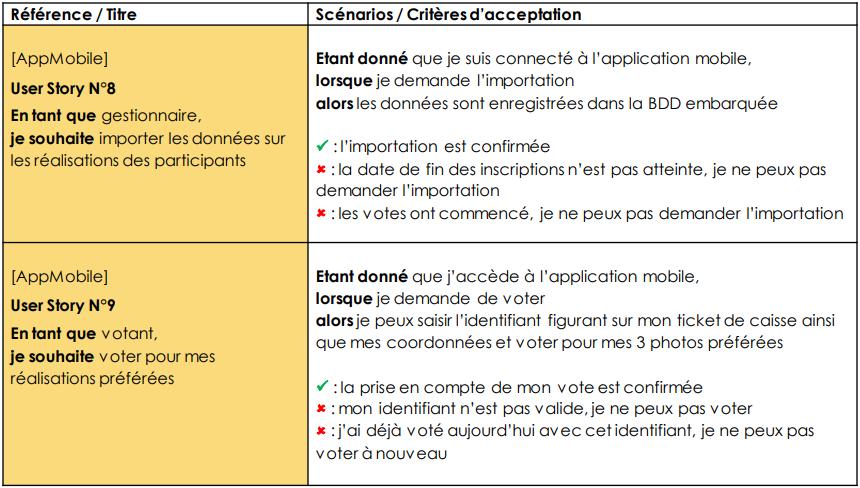 Référence / Titre
Scénarios / Critères d'acceptation
[AppMobile]
User Story N°8
En tant que gestionnaire,
je souhaite importer les données sur
les réalisations des participants
Etant donné que je suis connecté à l'application mobile,
lorsque je demande l'importation
alors les données sont enregistrées dans la BDD embarquée
✓ : l'importation est confirmée
✖ : la date de fin des inscriptions n'est pas atteinte, je ne peux pas
demander l'importation
✖ : les votes ont commencé, je ne peux pas demander l'importation
[AppMobile]
User Story N°9
En tant que votant,
je souhaite voter pour mes
réalisations préférées
Etant donné que j'accède à l'application mobile,
lorsque je demande de voter
alors je peux saisir l'identifiant figurant sur mon ticket de caisse ainsi
que mes coordonnées et voter pour mes 3 photos préférées
✓ : la prise en compte de mon vote est confirmée
✖ : mon identifiant n'est pas valide, je ne peux pas voter
✖ : j'ai déjà voté aujourd'hui avec cet identifiant, je ne peux pas
voter à nouveau